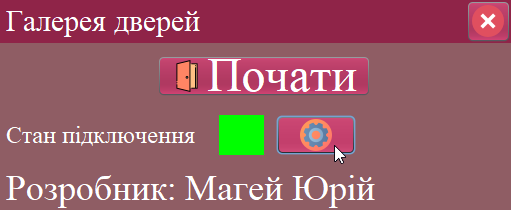 Галерея дверей
Почати
Стан підключення
Розробник: Магей Юрій